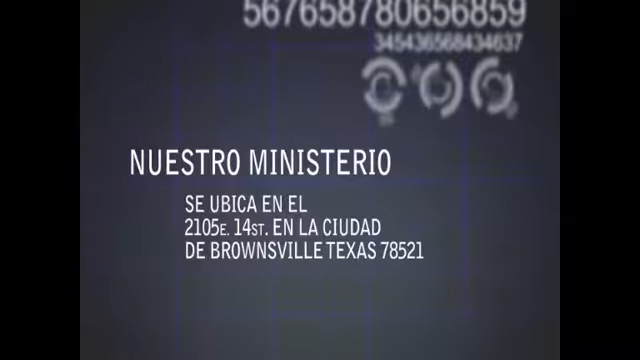 567658780656859
345436568434637
NUESTRO MINISTERIO
SE UBICA EN EL
2105E. 14ST. EN LA CIUDAD
DE BROWNSVILLE TEXAS 78521